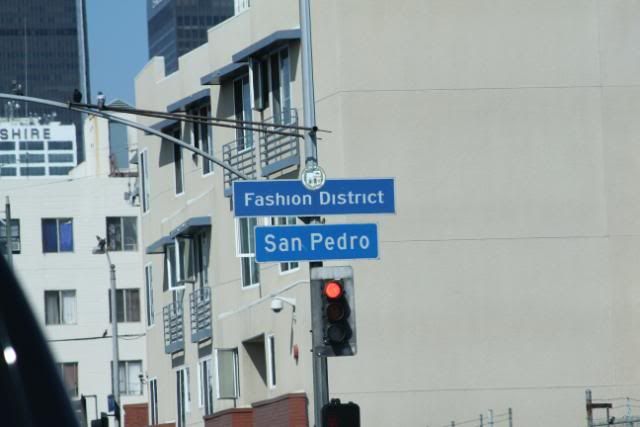 SHIRE
Fashion District
San Pedro